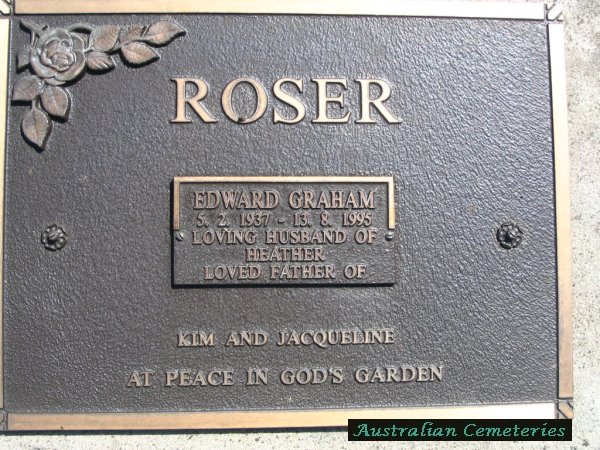 ROSER
EDWARD GRAHAM
5. 2. 1937 - 13. 8. 1995
LOVING HUSBAND OF
HEATHER
LOVED FATHER OF
KIM AND JACQUELINE
AT PEACE IN GOD'S GARDEN
Australian Cemeteries